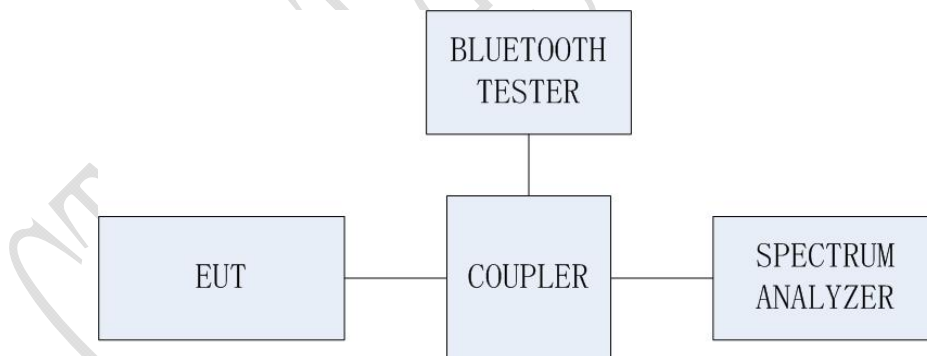 BLUETOOTH
TESTER
EUT
COUPLER
SPECTRUM
ANALYZER